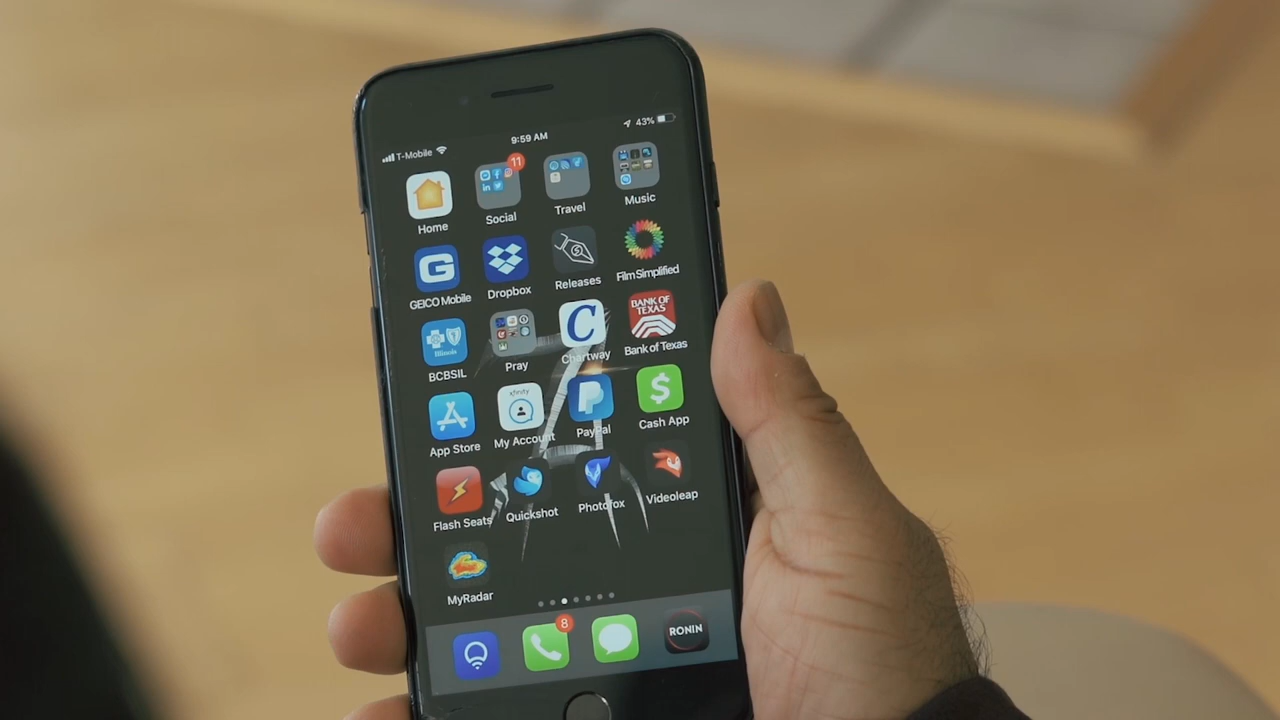 T-Mobile 9:59 AM 43%
11
Home Social Travel Music
G
GEICO Mobile Dropbox Releases Film Simplified
Illinois C BANK OF
TEXAS
BCBSIL Pray Chartway Bank of Texas
xfinity $
App Store My Account PayPal Cash App
Flash Seats Quickshot Photofox Videoleap
MyRadar
8
RONIN